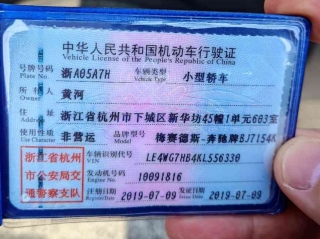 中华人民共和国机动车行驶证
Vehicle License of the People's Republic of China
号牌号码 浙A05A7H 车辆类型 小型轿车
Plate No. Vehicle Type
所有人 黄河
Owner
住址 浙江省杭州市下城区新华坊45幢1单元603室
Address
使用性质 非营运 品牌型号 梅赛德斯-奔驰牌BJ7154K
Use Character Model
浙江省杭州市公安局交通警察支队
车辆识别代号 LE4WG7HB4KL556330
VIN
发动机号码 10091816
Engine No.
注册日期 2019-07-09 发证日期 2019-07-09
Register Date Issue Date